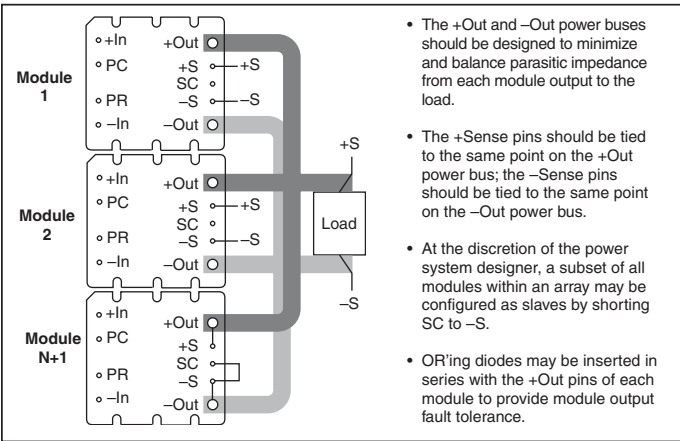 Module
1
+In
PC
PR
–In
+Out
+S
SC
–S
–Out
+S
–S
Module
2
+In
PC
PR
–In
+Out
+S
SC
–S
–Out
+S
–S
Module
N+1
+In
PC
PR
–In
+Out
+S
SC
–S
–Out
+S
Load
–S
• The +Out and –Out power buses
should be designed to minimize
and balance parasitic impedance
from each module output to the
load.
• The +Sense pins should be tied
to the same point on the +Out
power bus; the –Sense pins
should be tied to the same point
on the –Out power bus.
• At the discretion of the power
system designer, a subset of all
modules within an array may be
configured as slaves by shorting
SC to –S.
• OR'ing diodes may be inserted in
series with the +Out pins of each
module to provide module output
fault tolerance.